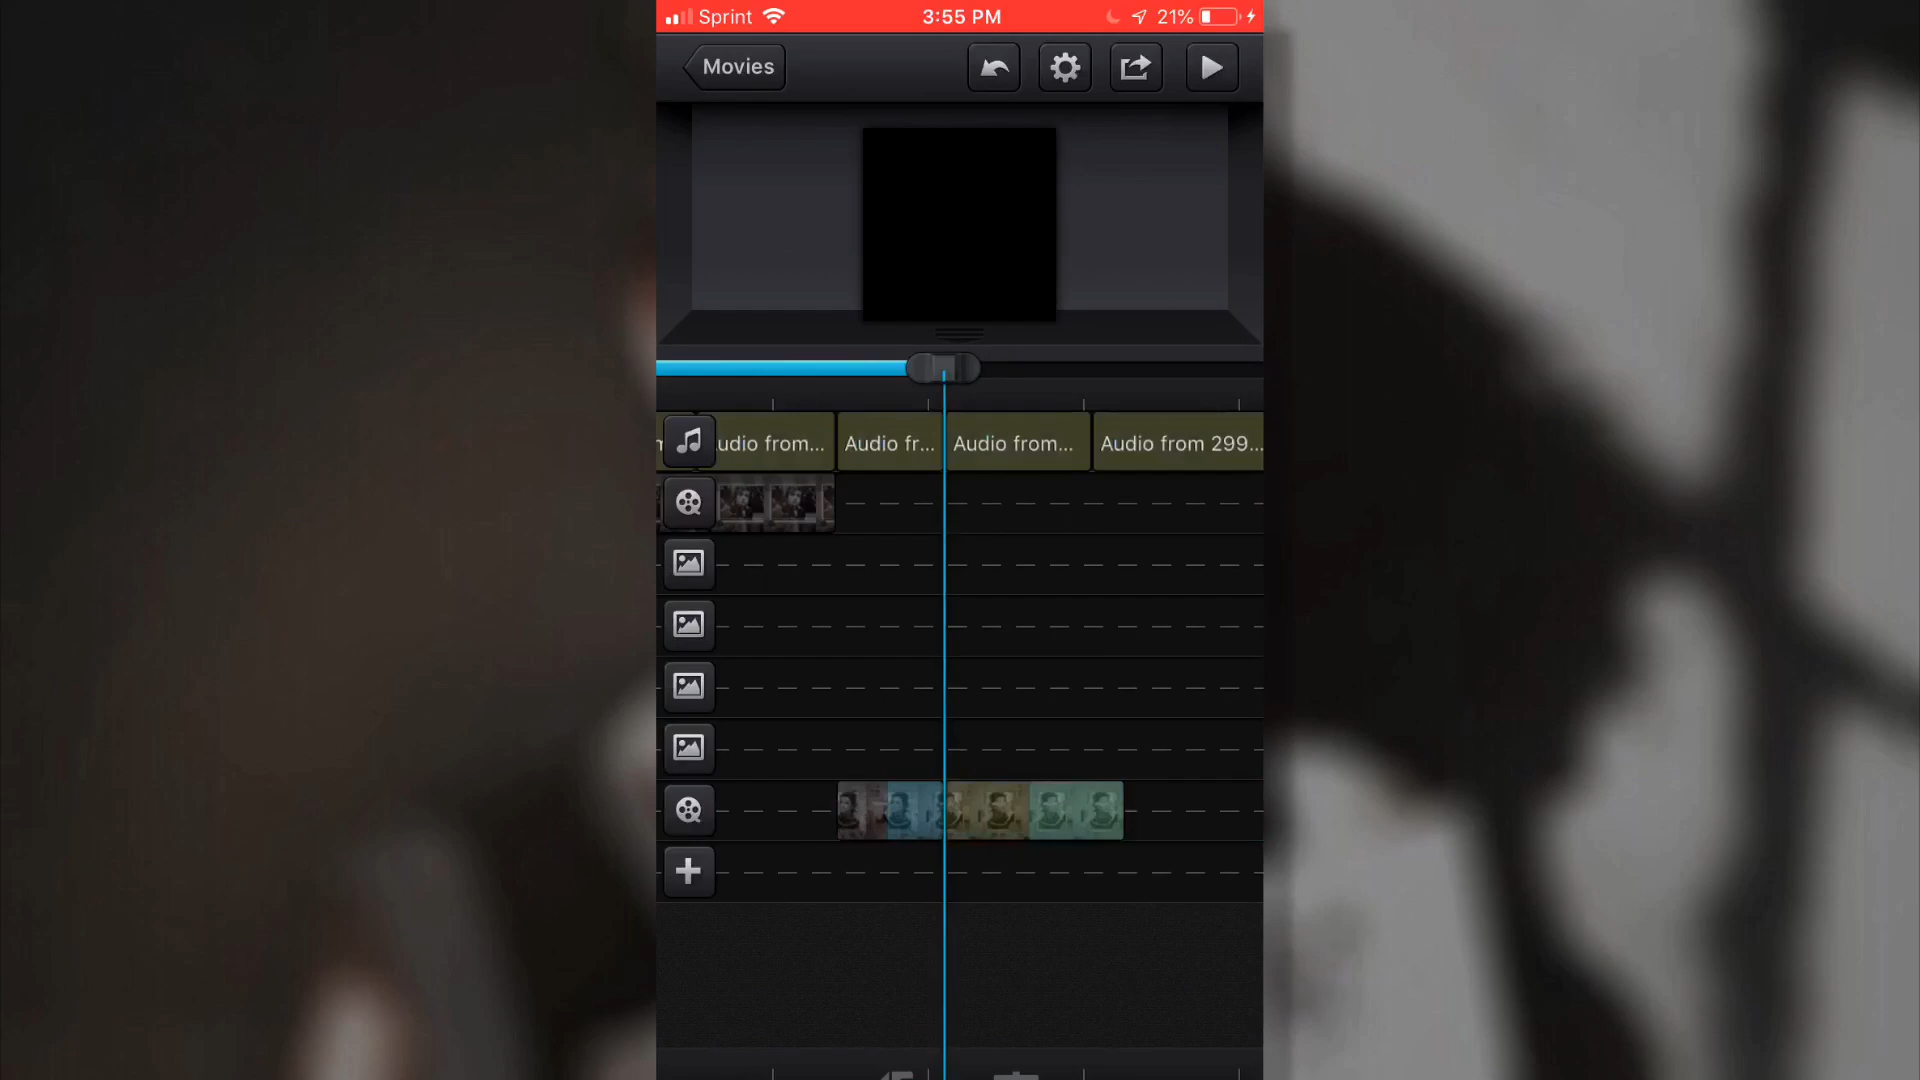 Sprint 3:55 PM 21%
Movies
udio from... Audio fr... Audio from... Audio from 299...